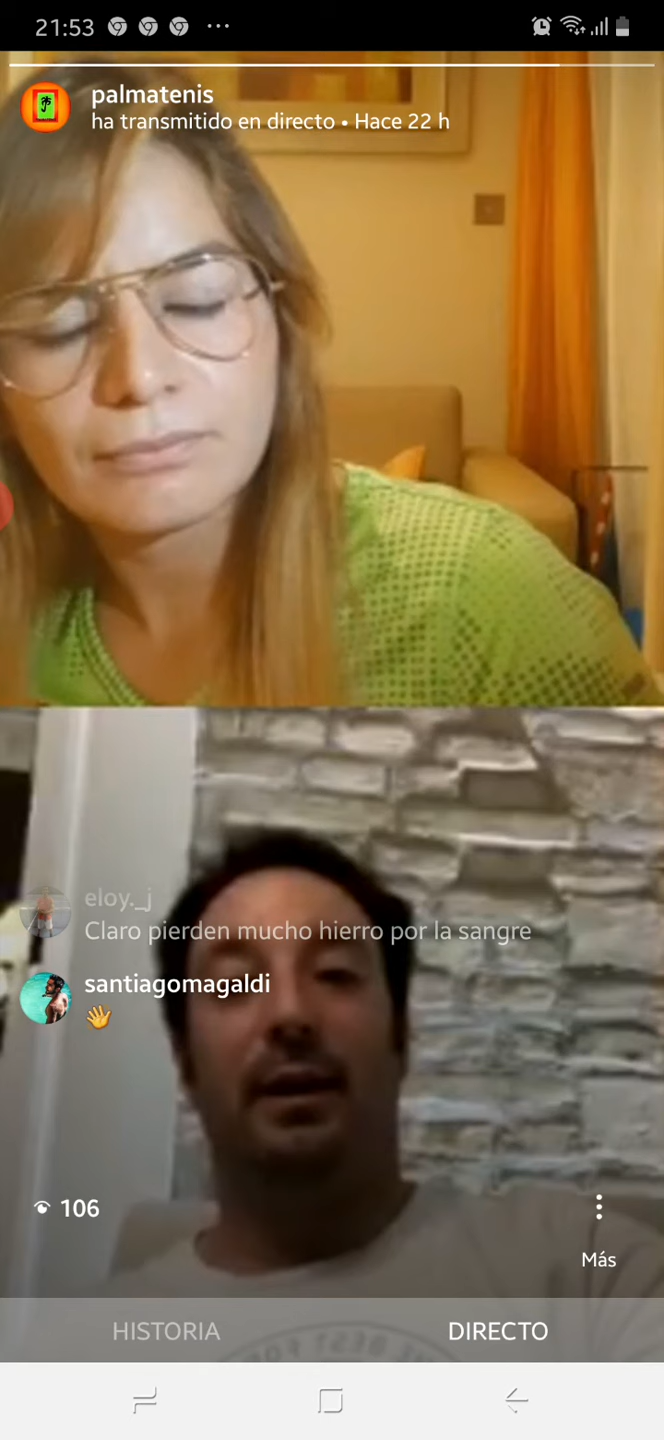 21:53
palmatenis
ha transmitido en directo • Hace 22 h
eloy._j
Claro pierden mucho hierro por la sangre
santiagomagaldi
👋
106
Más
HISTORIA
DIRECTO